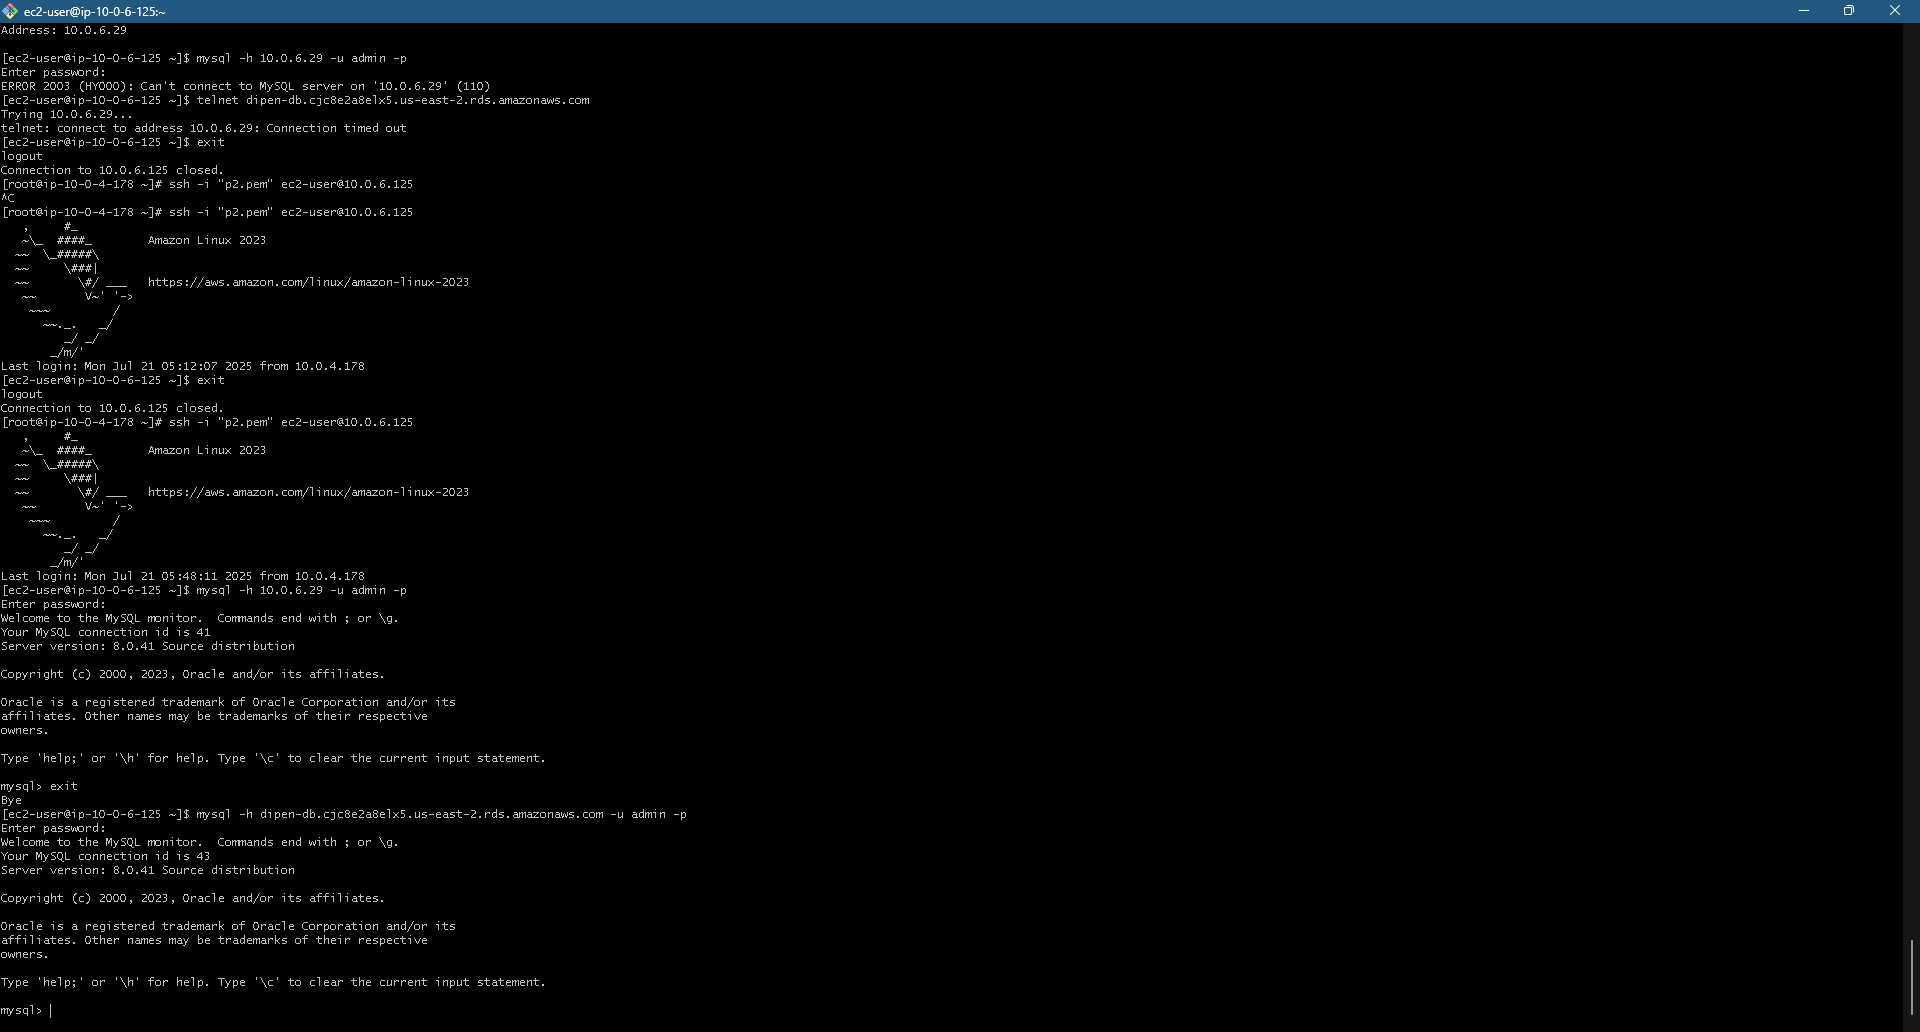 ec2-user@ip-10-0-6-125:~
Address: 10.0.6.29
[ec2-user@ip-10-0-6-125 ~]$ mysql -h 10.0.6.29 -u admin -p
Enter password:
ERROR 2003 (HY000): Can't connect to MySQL server on '10.0.6.29' (110)
[ec2-user@ip-10-0-6-125 ~]$ telnet dipen-db.cjc8e2a8elx5.us-east-2.rds.amazonaws.com
Trying 10.0.6.29...
telnet: connect to address 10.0.6.29: Connection timed out
[ec2-user@ip-10-0-6-125 ~]$ exit
logout
Connection to 10.0.6.125 closed.
[root@ip-10-0-4-178 ~]# ssh -i "p2.pem" ec2-user@10.0.6.125
^C
[root@ip-10-0-4-178 ~]# ssh -i "p2.pem" ec2-user@10.0.6.125
   ,     #_
   ~\_  ####_        Amazon Linux 2023
  ~~  \_#####\
  ~~     \###|
  ~~       \#/ ___   https://aws.amazon.com/linux/amazon-linux-2023
   ~~       V~' '->
    ~~~         /
      ~~._.   _/
         _/ _/
       _/m/'
Last login: Mon Jul 21 05:12:07 2025 from 10.0.4.178
[ec2-user@ip-10-0-6-125 ~]$ exit
logout
Connection to 10.0.6.125 closed.
[root@ip-10-0-4-178 ~]# ssh -i "p2.pem" ec2-user@10.0.6.125
   ,     #_
   ~\_  ####_        Amazon Linux 2023
  ~~  \_#####\
  ~~     \###|
  ~~       \#/ ___   https://aws.amazon.com/linux/amazon-linux-2023
   ~~       V~' '->
    ~~~         /
      ~~._.   _/
         _/ _/
       _/m/'
Last login: Mon Jul 21 05:48:11 2025 from 10.0.4.178
[ec2-user@ip-10-0-6-125 ~]$ mysql -h 10.0.6.29 -u admin -p
Enter password:
Welcome to the MySQL monitor.  Commands end with ; or \g.
Your MySQL connection id is 41
Server version: 8.0.41 Source distribution
Copyright (c) 2000, 2023, Oracle and/or its affiliates.
Oracle is a registered trademark of Oracle Corporation and/or its
affiliates. Other names may be trademarks of their respective
owners.
Type 'help;' or '\h' for help. Type '\c' to clear the current input statement.
mysql> exit
Bye
[ec2-user@ip-10-0-6-125 ~]$ mysql -h dipen-db.cjc8e2a8elx5.us-east-2.rds.amazonaws.com -u admin -p
Enter password:
Welcome to the MySQL monitor.  Commands end with ; or \g.
Your MySQL connection id is 43
Server version: 8.0.41 Source distribution
Copyright (c) 2000, 2023, Oracle and/or its affiliates.
Oracle is a registered trademark of Oracle Corporation and/or its
affiliates. Other names may be trademarks of their respective
owners.
Type 'help;' or '\h' for help. Type '\c' to clear the current input statement.
mysql>